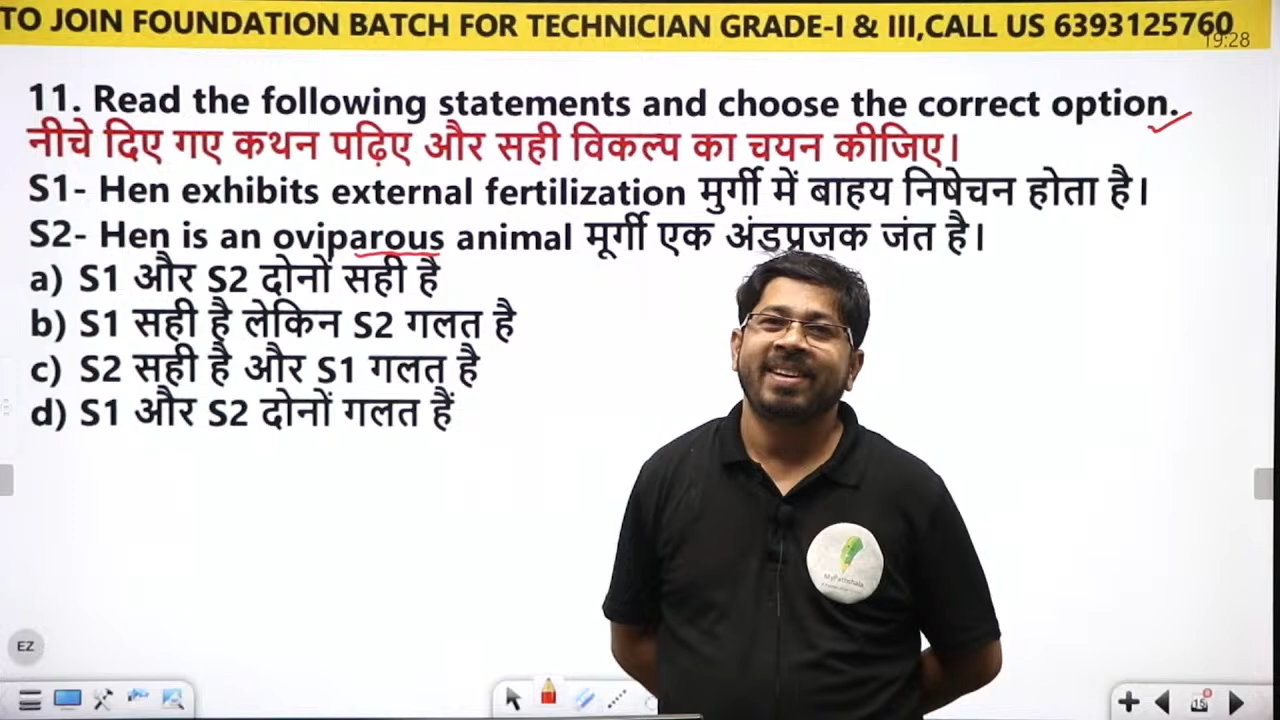 TO JOIN FOUNDATION BATCH FOR TECHNICIAN GRADE-I & III,CALL US 6393125760
19:28
11. Read the following statements and choose the correct option.
नीचे दिए गए कथन पढ़िए और सही विकल्प का चयन कीजिए।
S1- Hen exhibits external fertilization मुर्गी में बाहय निषेचन होता है।
S2- Hen is an oviparous animal मूर्गी एक अंडप्रजक जंत है।
a) S1 और S2 दोनों सही है
b) S1 सही है लेकिन S2 गलत है
c) S2 सही है और S1 गलत है
d) S1 और S2 दोनों गलत हैं
MyPathshala
EZ
15